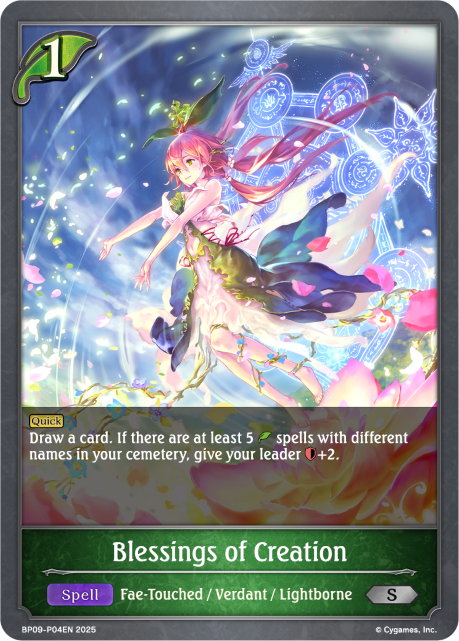 1
Quick
Draw a card. If there are at least 5 spells with different
names in your cemetery, give your leader +2.
Blessings of Creation
Spell
Fae-Touched / Verdant / Lightborne
S
BP09-P04EN 2025
© Cygames, Inc.